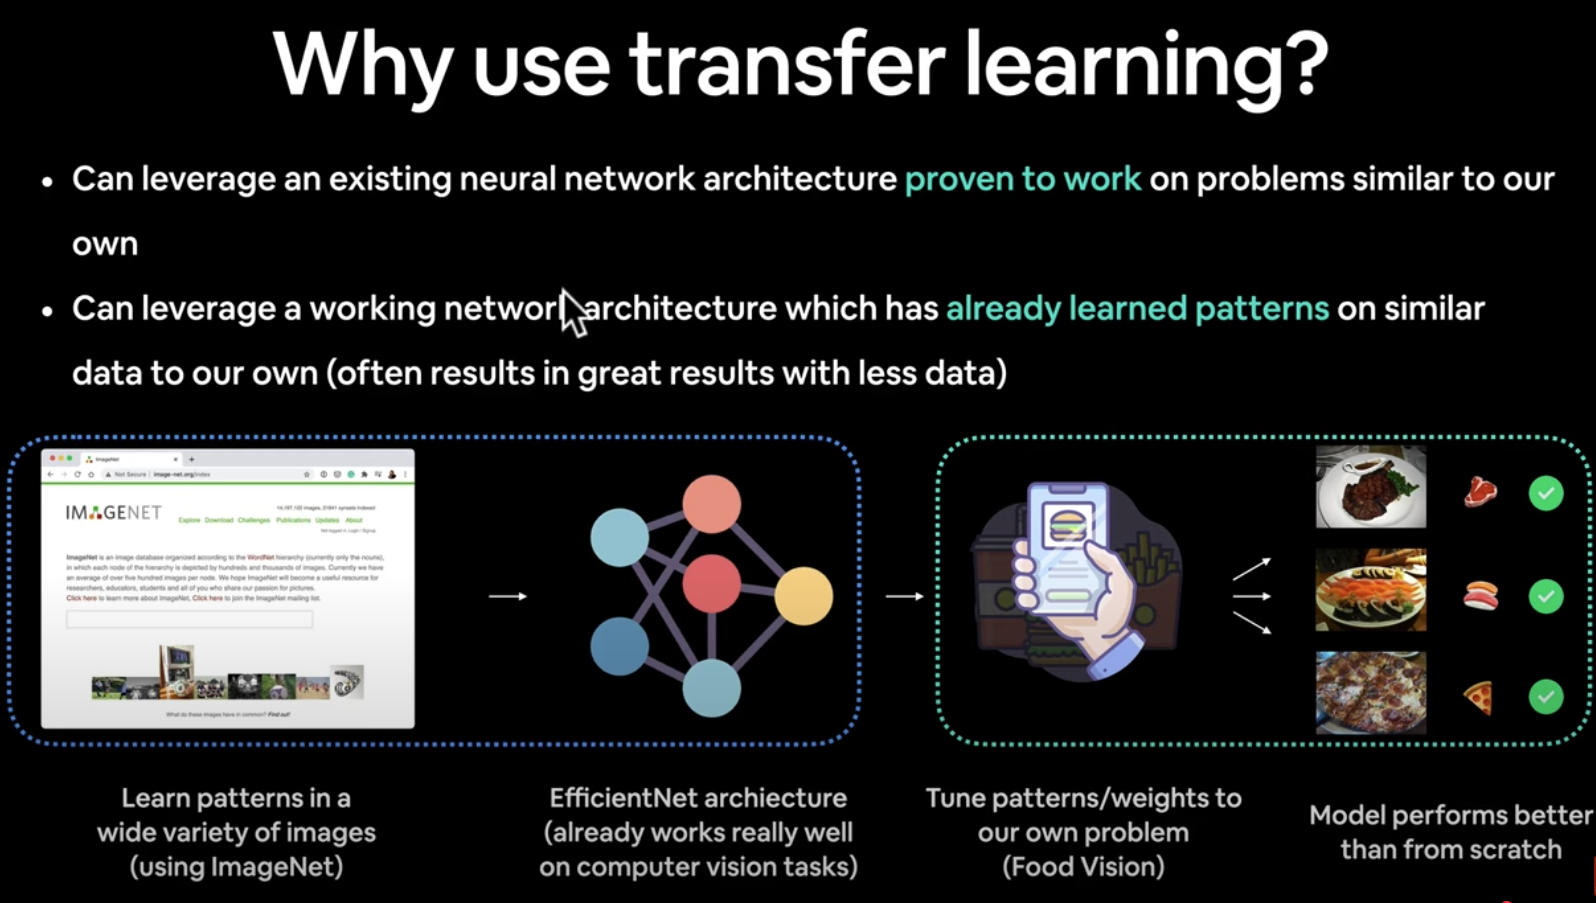 Why use transfer learning?
• Can leverage an existing neural network architecture proven to work on problems similar to our
own
• Can leverage a working network architecture which has already learned patterns on similar
data to our own (often results in great results with less data)
ImageNet
Not Secure | image-net.org/index
IMAGENET
14,197,122 images, 21841 synsets indexed
Explore Download Challenges Publications Updates About
Not logged in. Login | Signup
ImageNet is an image database organized according to the WordNet hierarchy (currently only the nouns),
in which each node of the hierarchy is depicted by hundreds and thousands of images. Currently we have
an average of over five hundred images per node. We hope ImageNet will become a useful resource for
researchers, educators, students and all of you who share our passion for pictures.
Click here to learn more about ImageNet, Click here to join the ImageNet mailing list.
What do these images have in common? Find out!
Learn patterns in a
wide variety of images
(using ImageNet)
EfficientNet archiecture
(already works really well
on computer vision tasks)
Tune patterns/weights to
our own problem
(Food Vision)
Model performs better
than from scratch